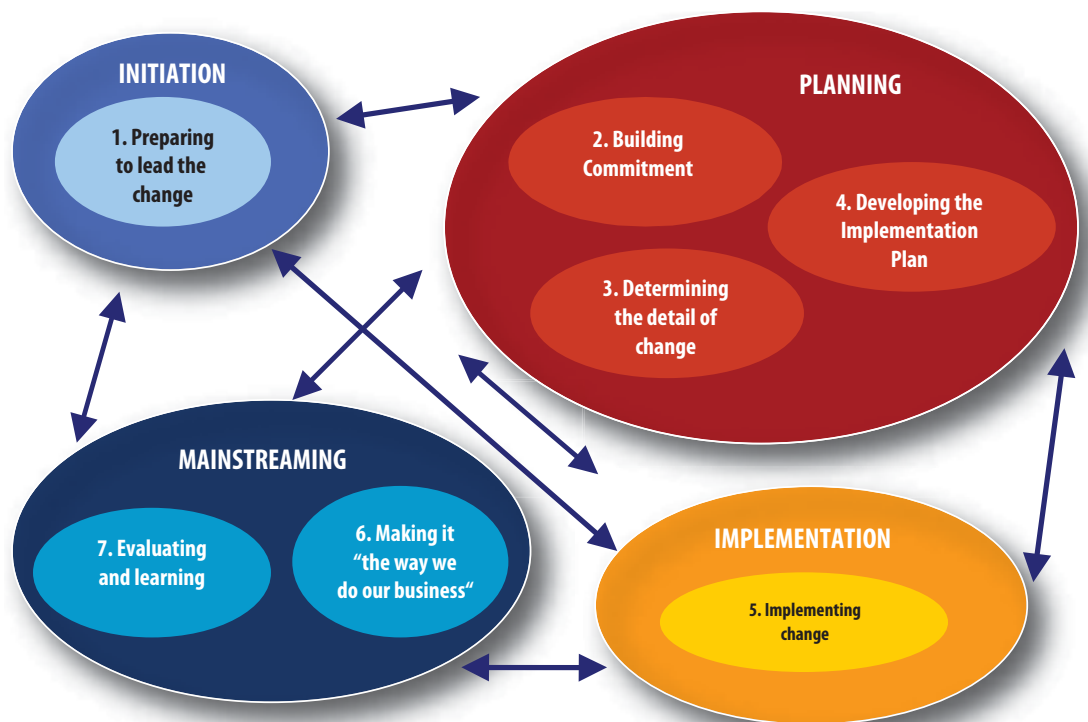 INITIATION
1. Preparing
to lead the
change
PLANNING
2. Building
Commitment
3. Determining
the detail of
change
4. Developing the
Implementation
Plan
MAINSTREAMING
7. Evaluating
and learning
6. Making it
“the way we
do our business“
IMPLEMENTATION
5. Implementing
change